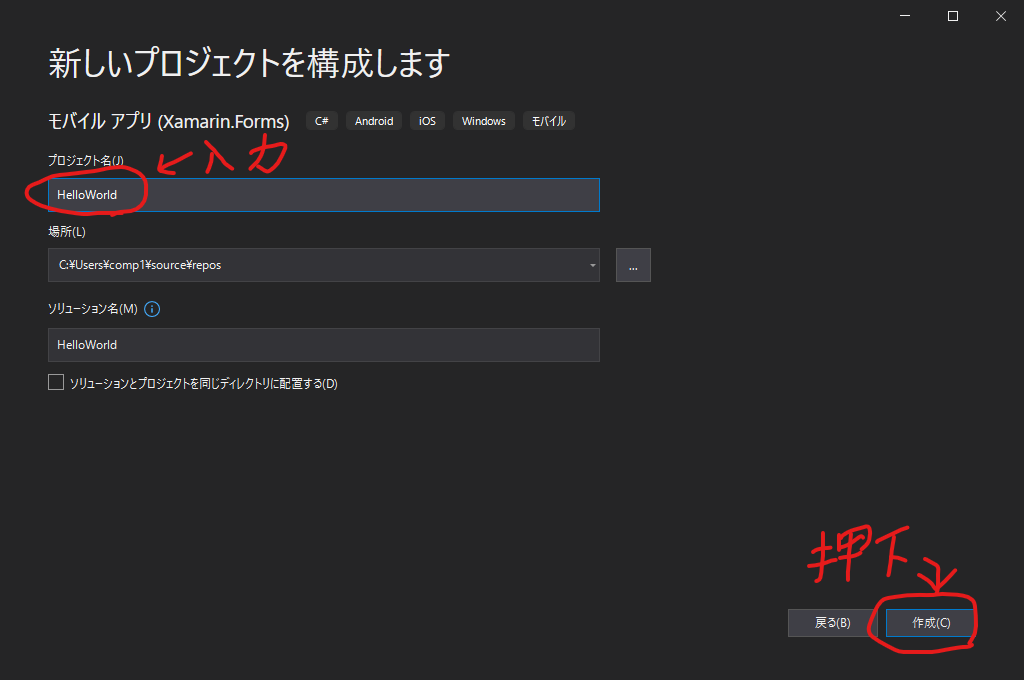 新しいプロジェクトを構成します
モバイル アプリ (Xamarin.Forms) C# Android iOS Windows モバイル
プロジェクト名(J) ←入力
HelloWorld
場所(L)
C:¥Users¥comp1¥source¥repos
...
ソリューション名(M)
HelloWorld
ソリューションとプロジェクトを同じディレクトリに配置する(D)
押下
戻る(B) 作成(C)